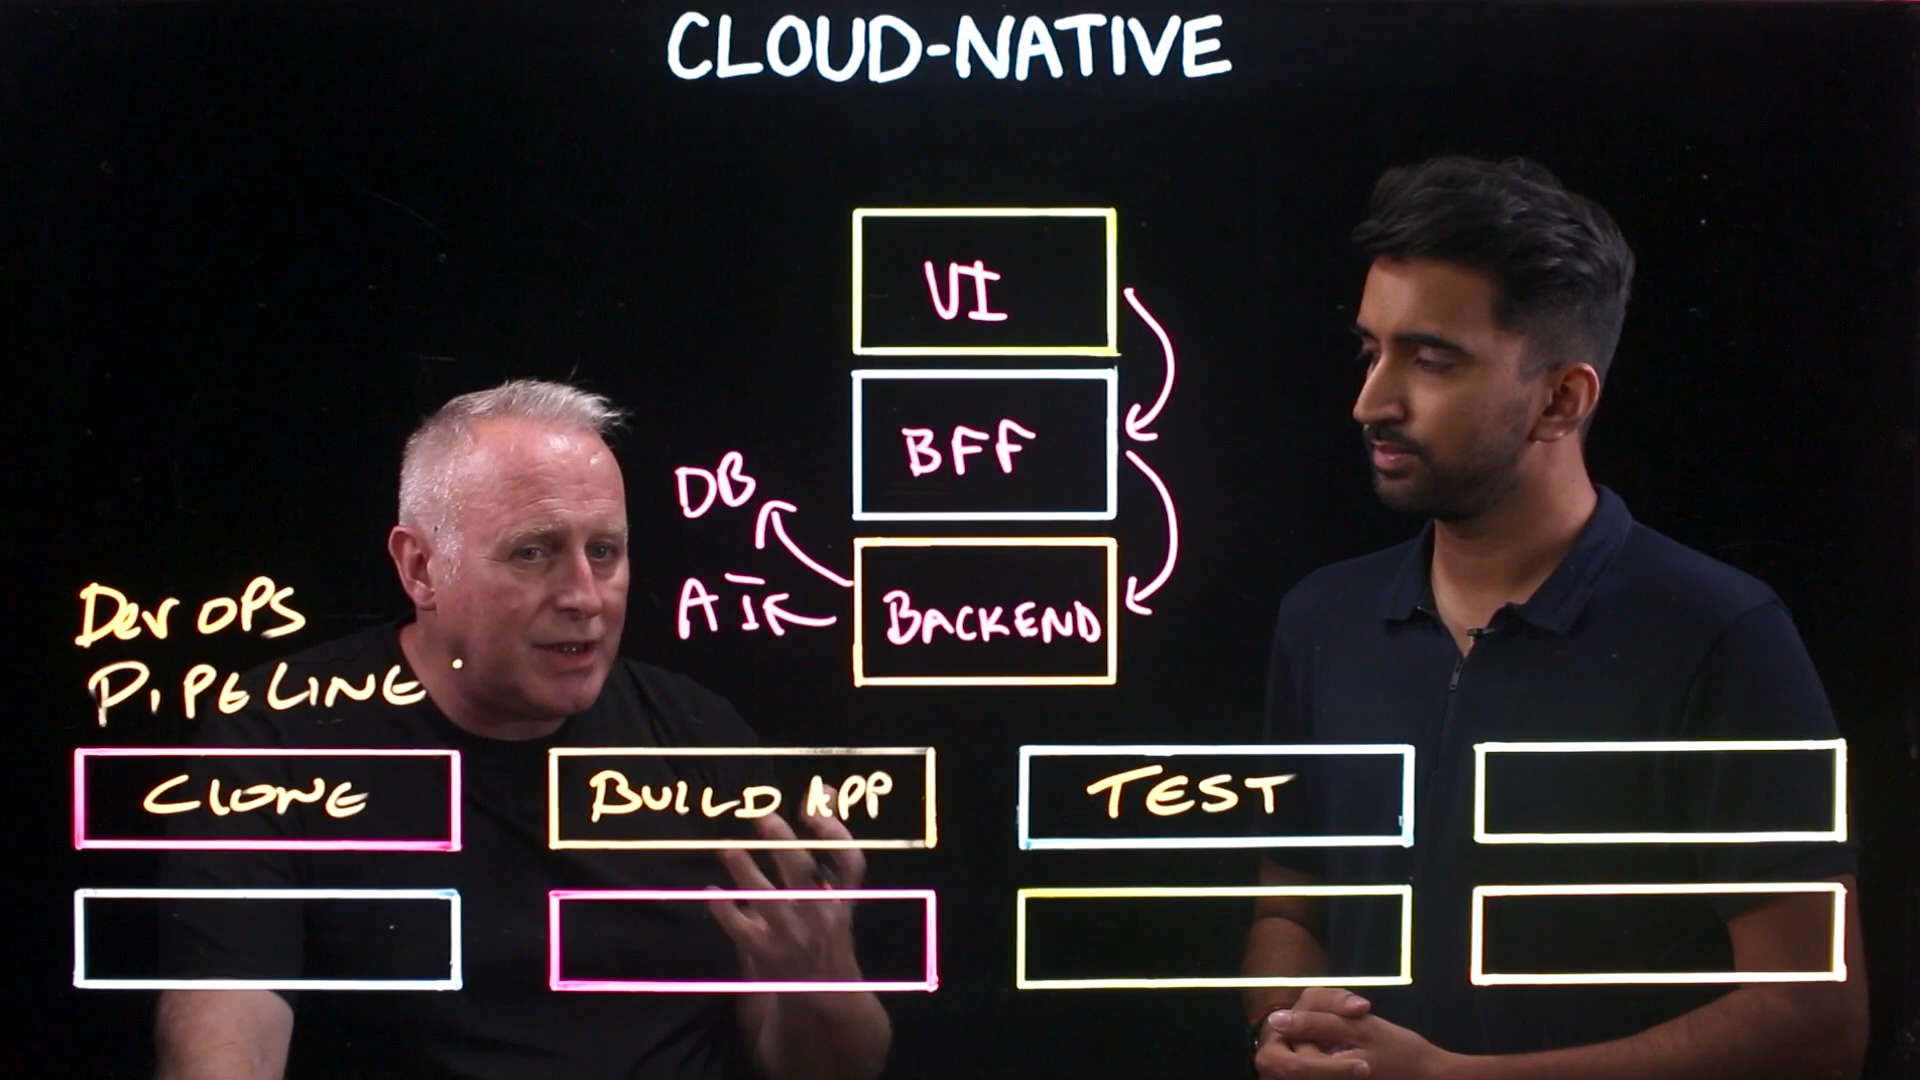 CLOUD-NATIVE
UI
BFF
DB
AI
BACKEND
DevOPS
PIPELINE
CLONE
BUILD APP
TEST